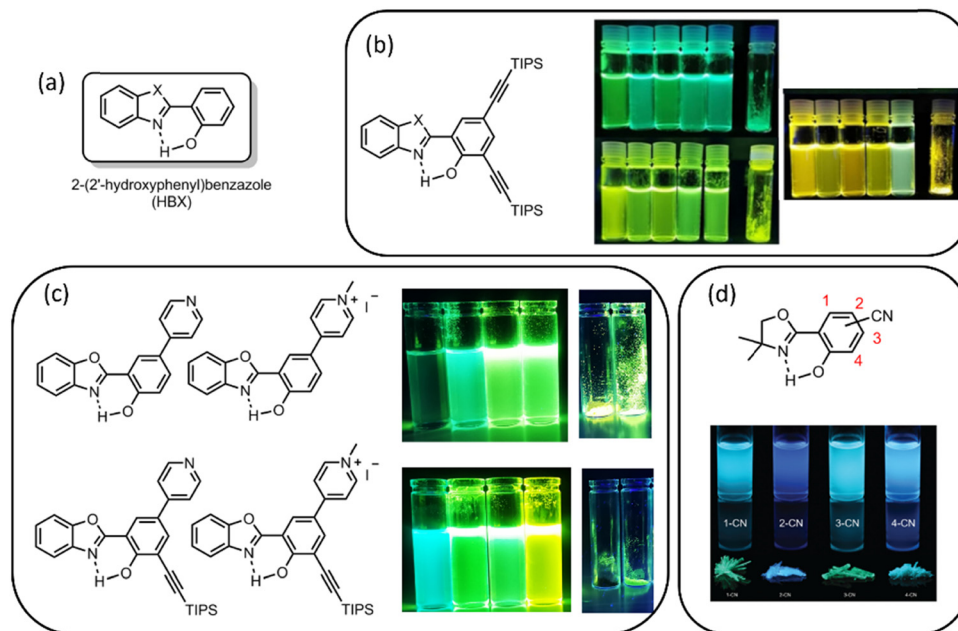 (a)
X
N
H
O
2-(2'-hydroxyphenyl)benzazole
(HBX)
(b)
TIPS
X
N
H
O
TIPS
(c)
N
O
N
H
O
N
+
I
−
O
N
H
O
N
O
N
H
O
TIPS
N
+
I
−
O
N
H
O
TIPS
(d)
O
1
2
CN
3
N
4
H
O
1-CN
2-CN
3-CN
4-CN
1-CN
2-CN
3-CN
4-CN